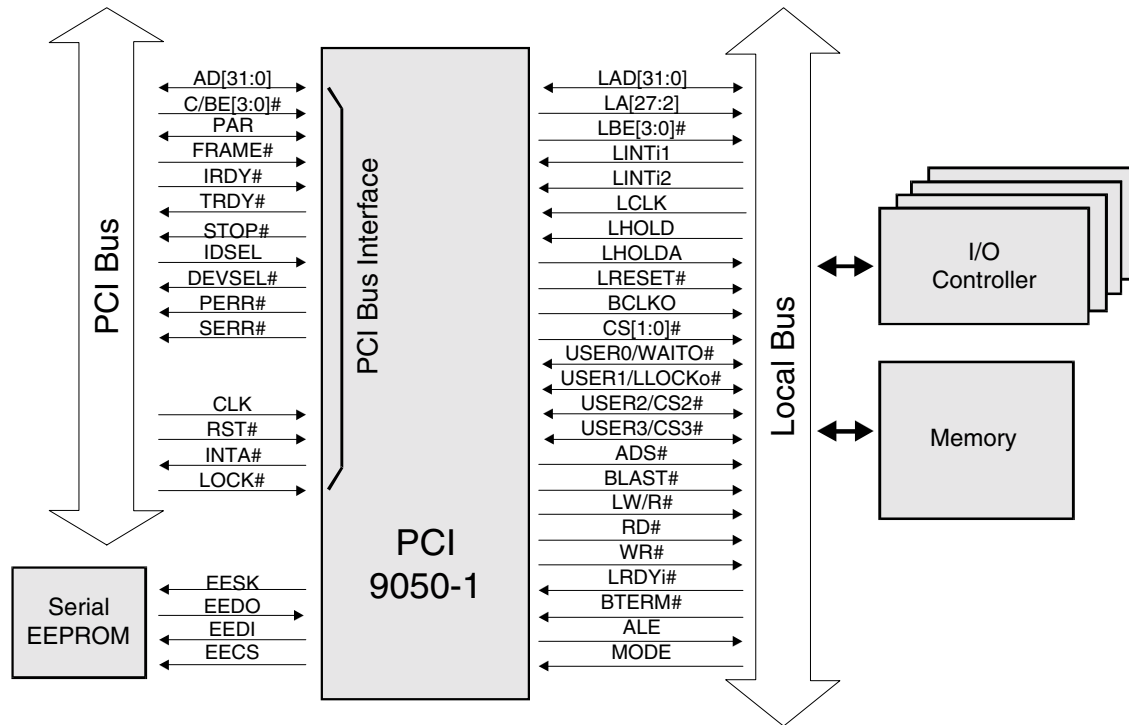 PCI Bus
AD[31:0]
C/BE[3:0]#
PAR
FRAME#
IRDY#
TRDY#
STOP#
IDSEL
DEVSEL#
PERR#
SERR#
CLK
RST#
INTA#
LOCK#
Serial
EEPROM
EESK
EEDO
EEDI
EECS
PCI Bus Interface
PCI
9050-1
LAD[31:0]
LA[27:2]
LBE[3:0]#
LINTi1
LINTi2
LCLK
LHOLD
LHOLDA
LRESET#
BCLKO
CS[1:0]#
USER0/WAITO#
USER1/LLOCKo#
USER2/CS2#
USER3/CS3#
ADS#
BLAST#
LW/R#
RD#
WR#
LRDYi#
BTERM#
ALE
MODE
Local Bus
I/O
Controller
Memory